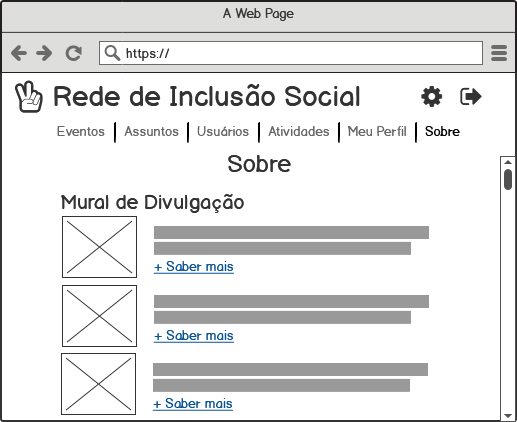 A Web Page
https://
Rede de Inclusão Social
Eventos Assuntos Usuários Atividades Meu Perfil Sobre
Sobre
Mural de Divulgação
+ Saber mais
+ Saber mais
+ Saber mais